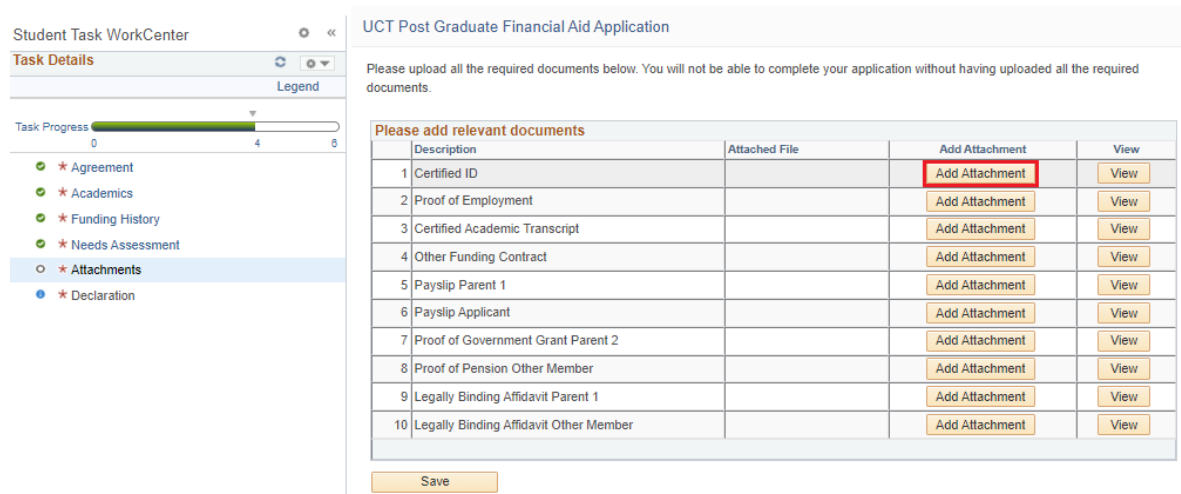 Student Task WorkCenter
Task Details
Legend
Task Progress
0 4 6
* Agreement
* Academics
* Funding History
* Needs Assessment
* Attachments
* Declaration
UCT Post Graduate Financial Aid Application
Please upload all the required documents below. You will not be able to complete your application without having uploaded all the required
documents.
Please add relevant documents
Description Attached File Add Attachment View
1 Certified ID Add Attachment View
2 Proof of Employment Add Attachment View
3 Certified Academic Transcript Add Attachment View
4 Other Funding Contract Add Attachment View
5 Payslip Parent 1 Add Attachment View
6 Payslip Applicant Add Attachment View
7 Proof of Government Grant Parent 2 Add Attachment View
8 Proof of Pension Other Member Add Attachment View
9 Legally Binding Affidavit Parent 1 Add Attachment View
10 Legally Binding Affidavit Other Member Add Attachment View
Save